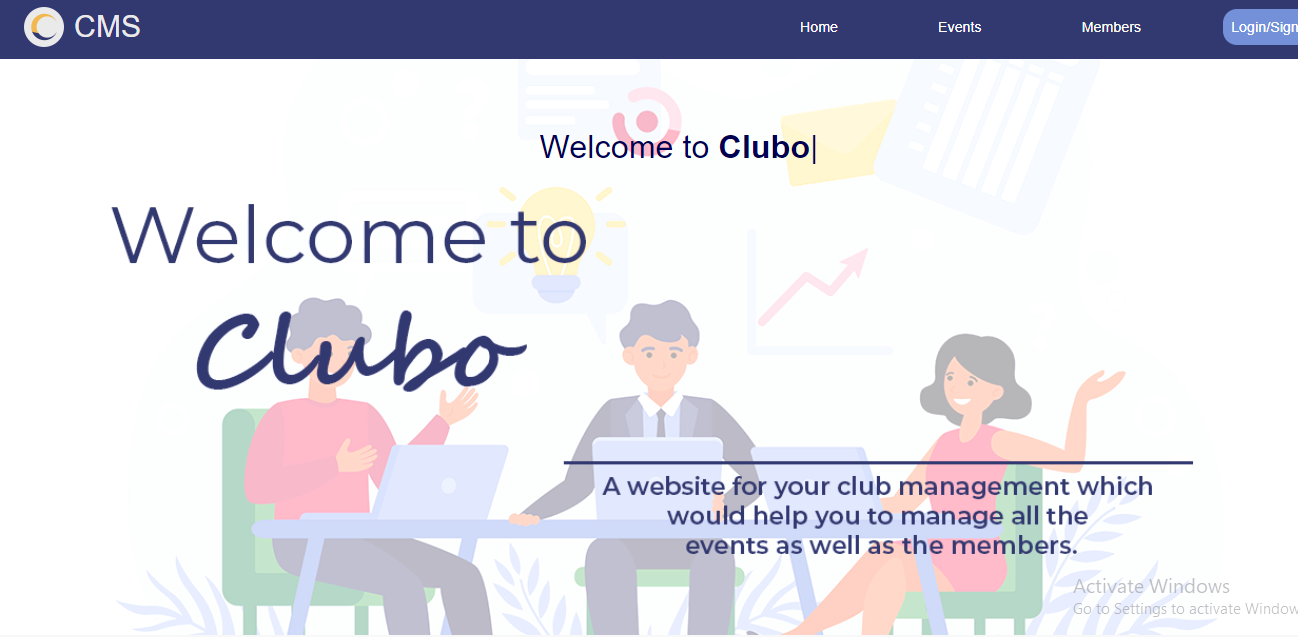 CMS
Home
Events
Members
Login/Sign
Welcome to Clubo|
Welcome to
Clubo
A website for your club management which
would help you to manage all the
events as well as the members.
Activate Windows
Go to Settings to activate Window